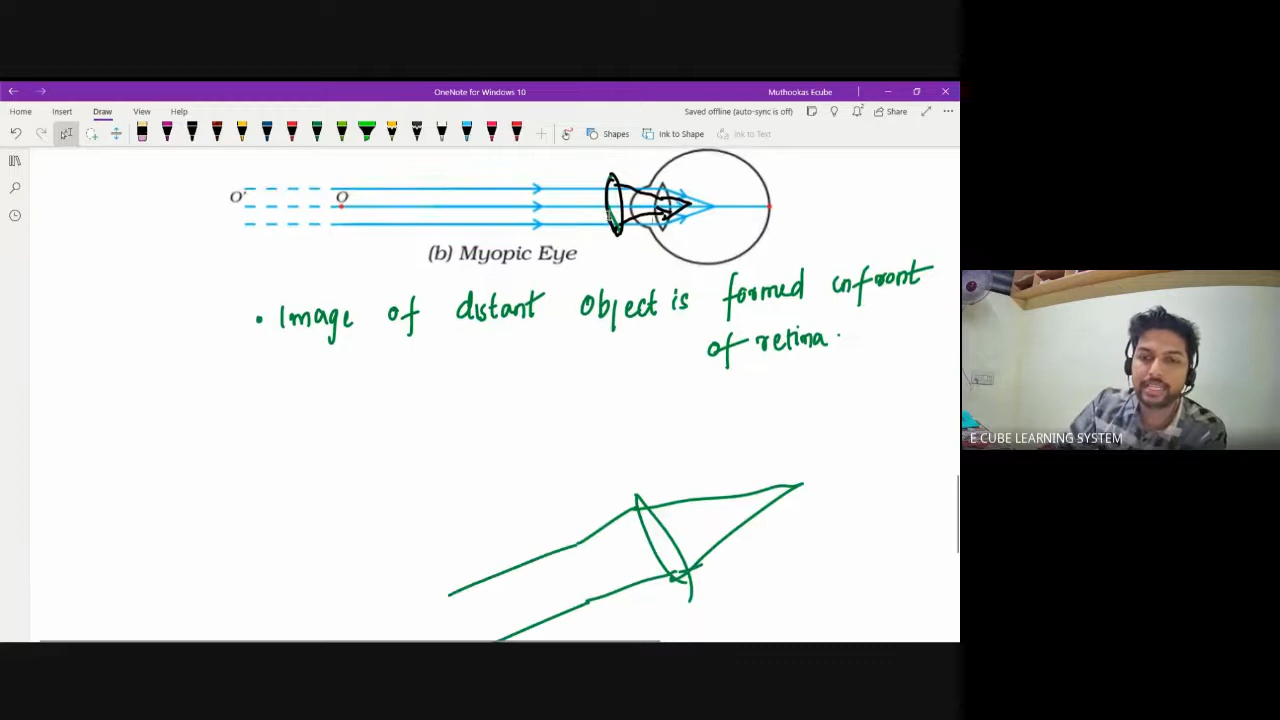 OneNote for Windows 10
Muthookas Ecube
Home Insert Draw View Help
Saved offline (auto-sync is off)
Share
Shapes
Ink to Shape
Ink to Text
O' O
(b) Myopic Eye
• Image of distant object is formed infront
of retina.
E CUBE LEARNING SYSTEM